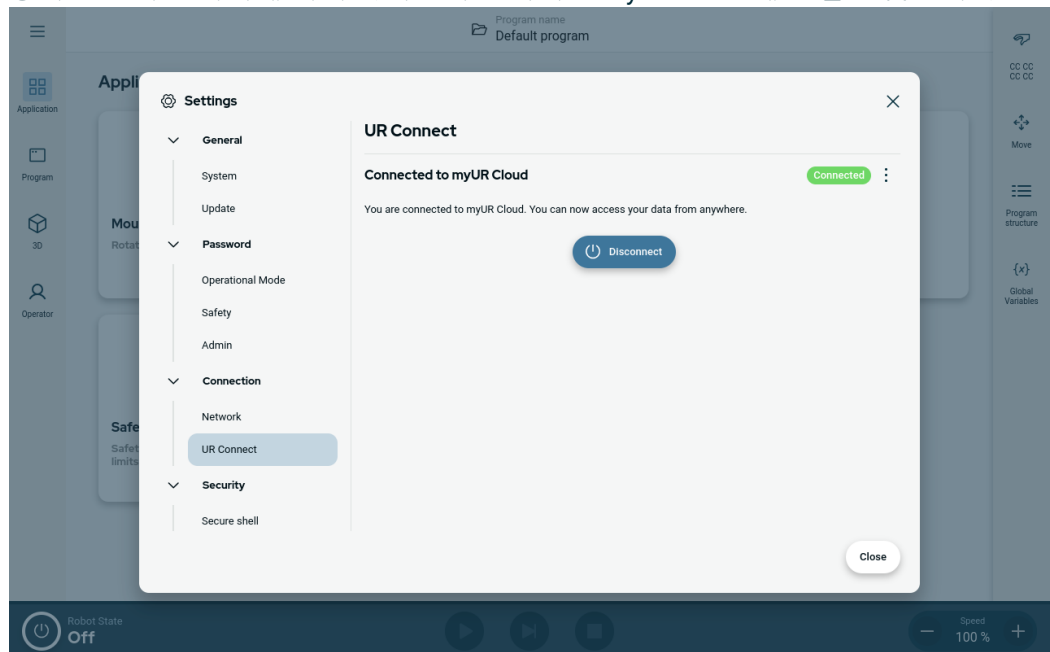 Program name
Default program
Application
Program
3D
Operator
Appli
Mou
Rotat
Safe
Safet
limits
Settings
General
System
Update
Password
Operational Mode
Safety
Admin
Connection
Network
UR Connect
Security
Secure shell
UR Connect
Connected to myUR Cloud
Connected
You are connected to myUR Cloud. You can now access your data from anywhere.
Disconnect
Close
CC CC
CC CC
Move
Program
structure
{x}
Global
Variables
Robot State
Off
Speed
100 %